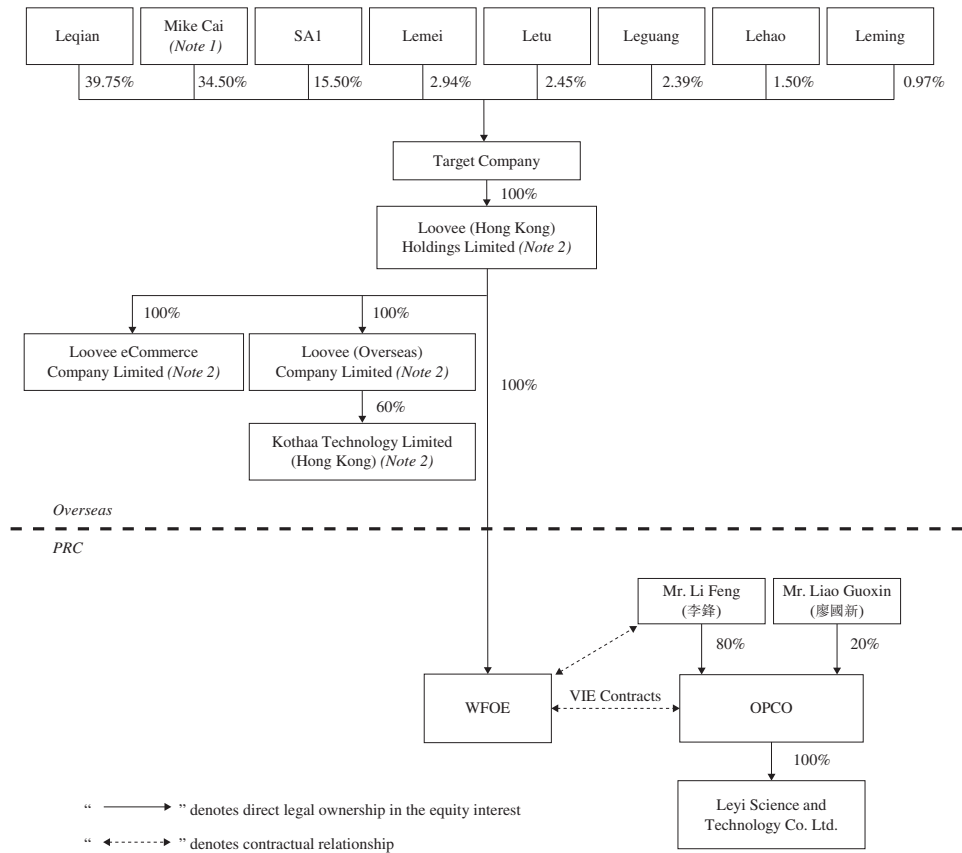 Leqian
Mike Cai
(Note 1)
SA1
Lemei
Letu
Leguang
Lehao
Leming
39.75%
34.50%
15.50%
2.94%
2.45%
2.39%
1.50%
0.97%
Target Company
100%
Loovee (Hong Kong)
Holdings Limited (Note 2)
100%
100%
Loovee eCommerce
Company Limited (Note 2)
Loovee (Overseas)
Company Limited (Note 2)
100%
60%
Kothaa Technology Limited
(Hong Kong) (Note 2)
Overseas
PRC
Mr. Li Feng
(李鋒)
Mr. Liao Guoxin
(廖國新)
80%
20%
WFOE
VIE Contracts
OPCO
100%
Leyi Science and
Technology Co. Ltd.
“ ” denotes direct legal ownership in the equity interest
“ ” denotes contractual relationship